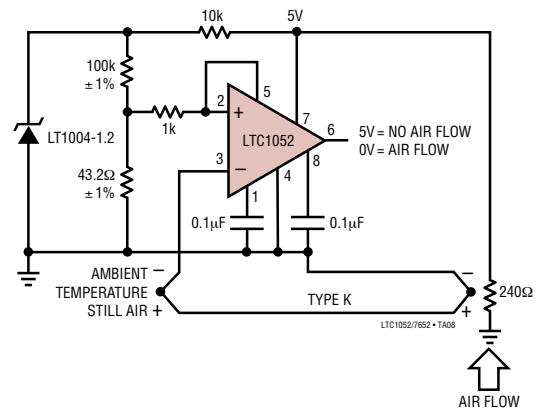 10k
5V
100k
± 1%
5
2
+
7
1k
LT1004-1.2
LTC1052
6
5V = NO AIR FLOW
0V = AIR FLOW
3
–
8
4
43.2Ω
± 1%
1
0.1µF
0.1µF
AMBIENT –
TEMPERATURE
STILL AIR +
TYPE K
–
+
240Ω
LTC1052/7652 • TA08
AIR FLOW